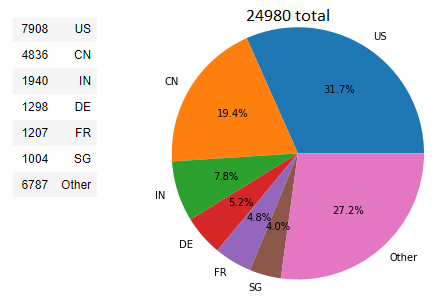 24980 total
7908 US
4836 CN
1940 IN
1298 DE
1207 FR
1004 SG
6787 Other
US
31.7%
CN
19.4%
IN
7.8%
DE
5.2%
FR
4.8%
SG
4.0%
Other
27.2%